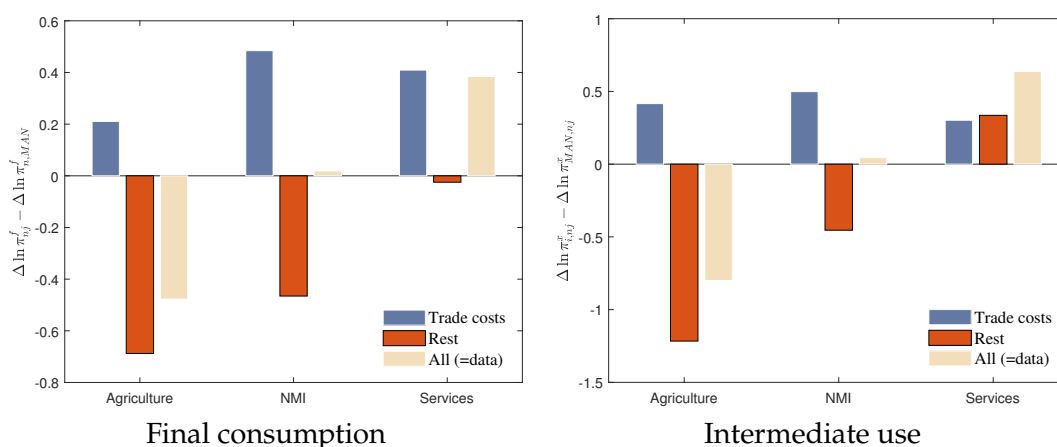 0.6
0.4
0.2
0
-0.2
-0.4
-0.6
-0.8
Δ ln π^f_{nj} − Δ ln π^f_{n,MAN}
Agriculture NMI Services
Trade costs
Rest
All (=data)
Final consumption
1
0.5
0
-0.5
-1
-1.5
Δ ln π^x_{i,nj} − Δ ln π^x_{MAN,nj}
Agriculture NMI Services
Trade costs
Rest
All (=data)
Intermediate use